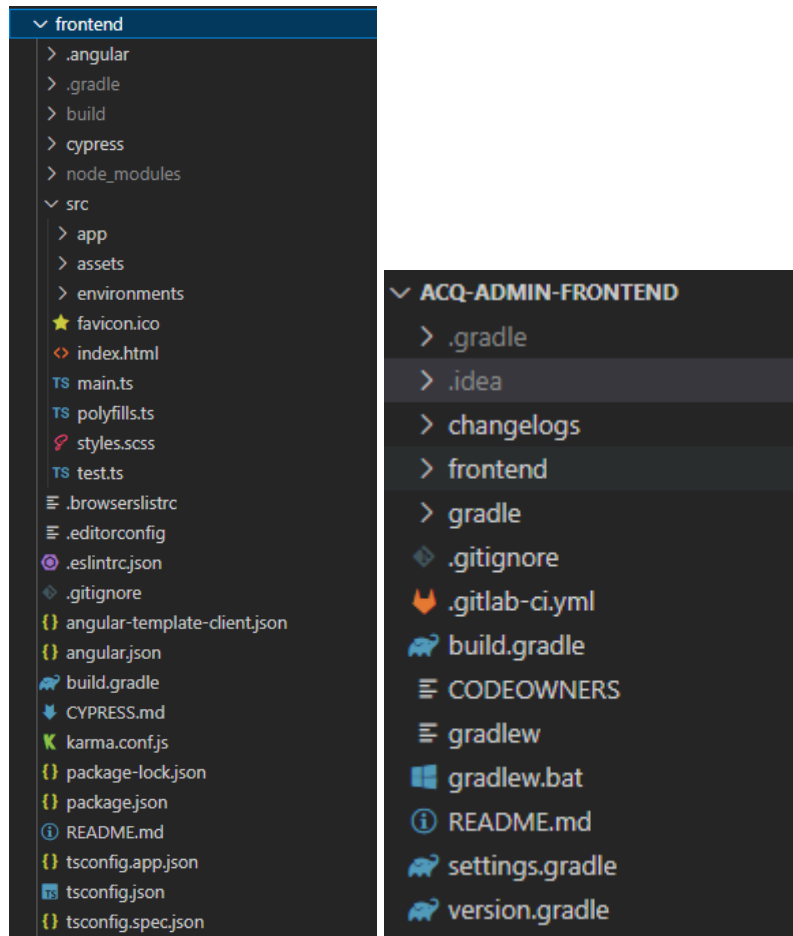 frontend
.angular
.gradle
build
cypress
node_modules
src
app
assets
environments
favicon.ico
index.html
TS main.ts
TS polyfills.ts
styles.scss
TS test.ts
.browserslistrc
.editorconfig
.eslintrc.json
.gitignore
{} angular-template-client.json
{} angular.json
build.gradle
CYPRESS.md
K karma.conf.js
{} package-lock.json
{} package.json
README.md
{} tsconfig.app.json
TS tsconfig.json
{} tsconfig.spec.json
ACQ-ADMIN-FRONTEND
.gradle
.idea
changelogs
frontend
gradle
.gitignore
.gitlab-ci.yml
build.gradle
CODEOWNERS
gradlew
gradlew.bat
README.md
settings.gradle
version.gradle